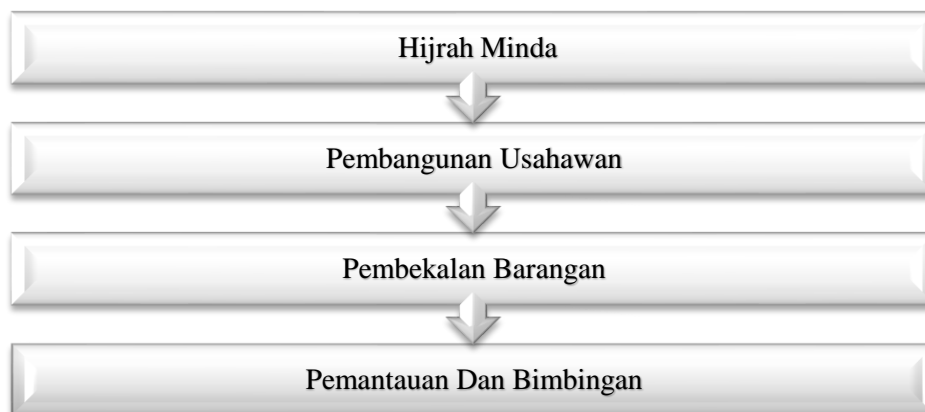 Hijrah Minda
Pembangunan Usahawan
Pembekalan Barangan
Pemantauan Dan Bimbingan